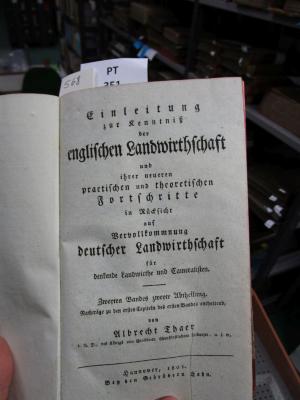 568
PT
351
Einleitung
zur Kenntniß
der
englischen Landwirthschaft
und
ihrer neueren
practischen und theoretischen
Fortschritte
in Rücksicht
auf
Vervollkommnung
deutscher Landwirthschaft
für
denkende Landwirthe und Cameralisten.
Zweyten Bandes zweyte Abtheilung,
Nachträge zu den ersten Capiteln des ersten Bandes enthaltend,
von
Albrecht Thaer
Hannover, 1801.
Bey den Gebrüdern Hahn.